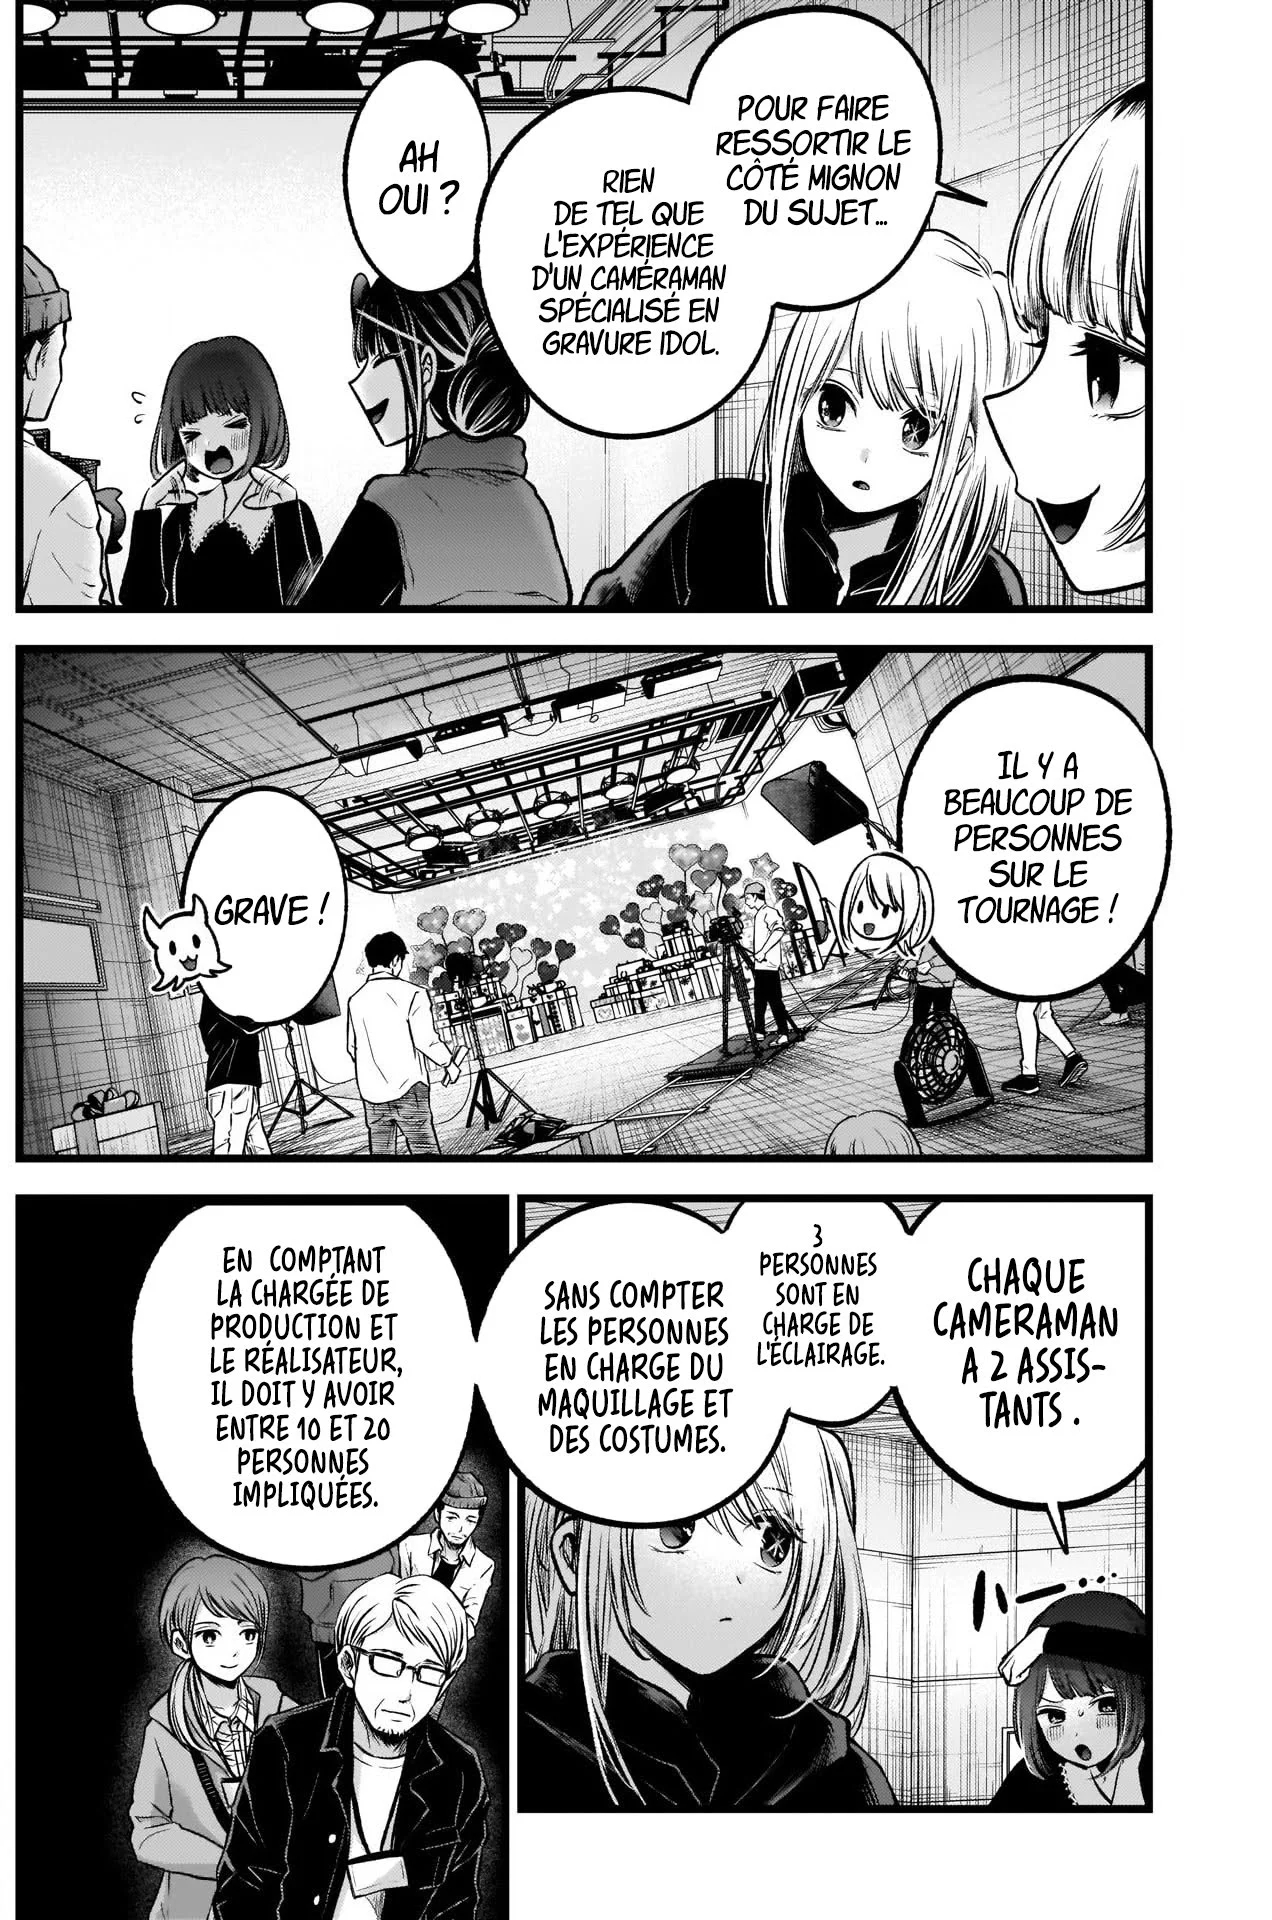 POUR FAIRE
RESSORTIR LE
CÔTÉ MIGNON
DU SUJET...
RIEN
DE TEL QUE
L'EXPÉRIENCE
D'UN CAMÉRAMAN
SPÉCIALISÉ EN
GRAVURE IDOL.
AH
OUI ?
IL Y A
BEAUCOUP DE
PERSONNES
SUR LE
TOURNAGE !
GRAVE !
CHAQUE
CAMERAMAN
A 2 ASSIS-
TANTS .
3
PERSONNES
SONT EN
CHARGE DE
L'ÉCLAIRAGE.
SANS COMPTER
LES PERSONNES
EN CHARGE DU
MAQUILLAGE ET
DES COSTUMES.
EN COMPTANT
LA CHARGÉE DE
PRODUCTION ET
LE RÉALISATEUR,
IL DOIT Y AVOIR
ENTRE 10 ET 20
PERSONNES
IMPLIQUÉES.